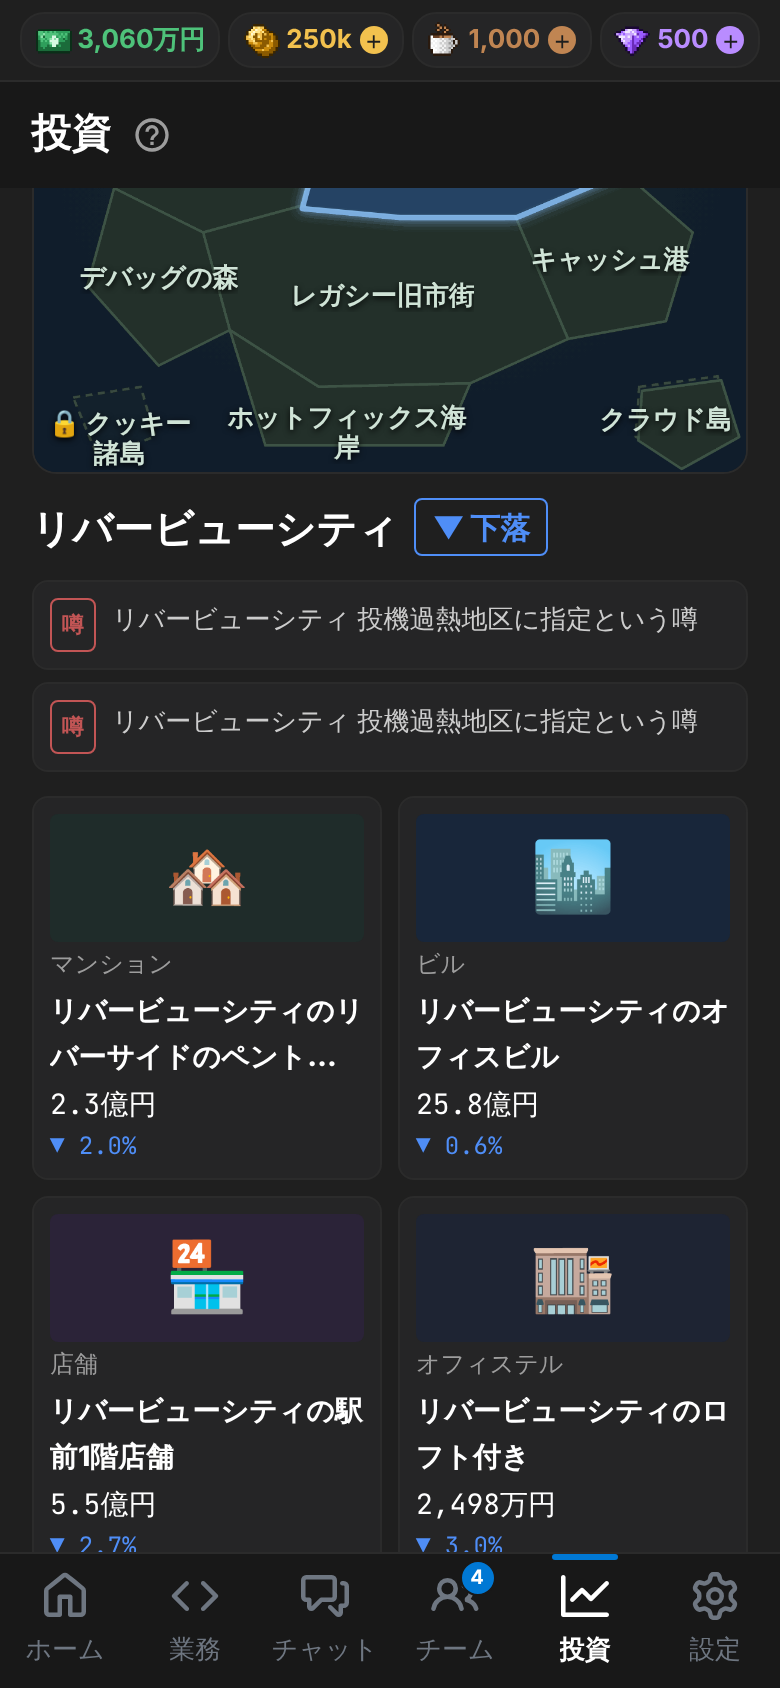 3,060万円 250k 1,000 500
投資
デバッグの森
レガシー旧市街
キャッシュ港
クッキー
諸島
ホットフィックス海
岸
クラウド島
リバービューシティ ▼下落
噂 リバービューシティ 投機過熱地区に指定という噂
噂 リバービューシティ 投機過熱地区に指定という噂
マンション
リバービューシティのリ
バーサイドのペント...
2.3億円
▼ 2.0%
ビル
リバービューシティのオ
フィスビル
25.8億円
▼ 0.6%
24
店舗
リバービューシティの駅
前1階店舗
5.5億円
▼ 2.7%
オフィステル
リバービューシティのロ
フト付き
2,498万円
▼ 3.0%
4
ホーム 業務 チャット チーム 投資 設定